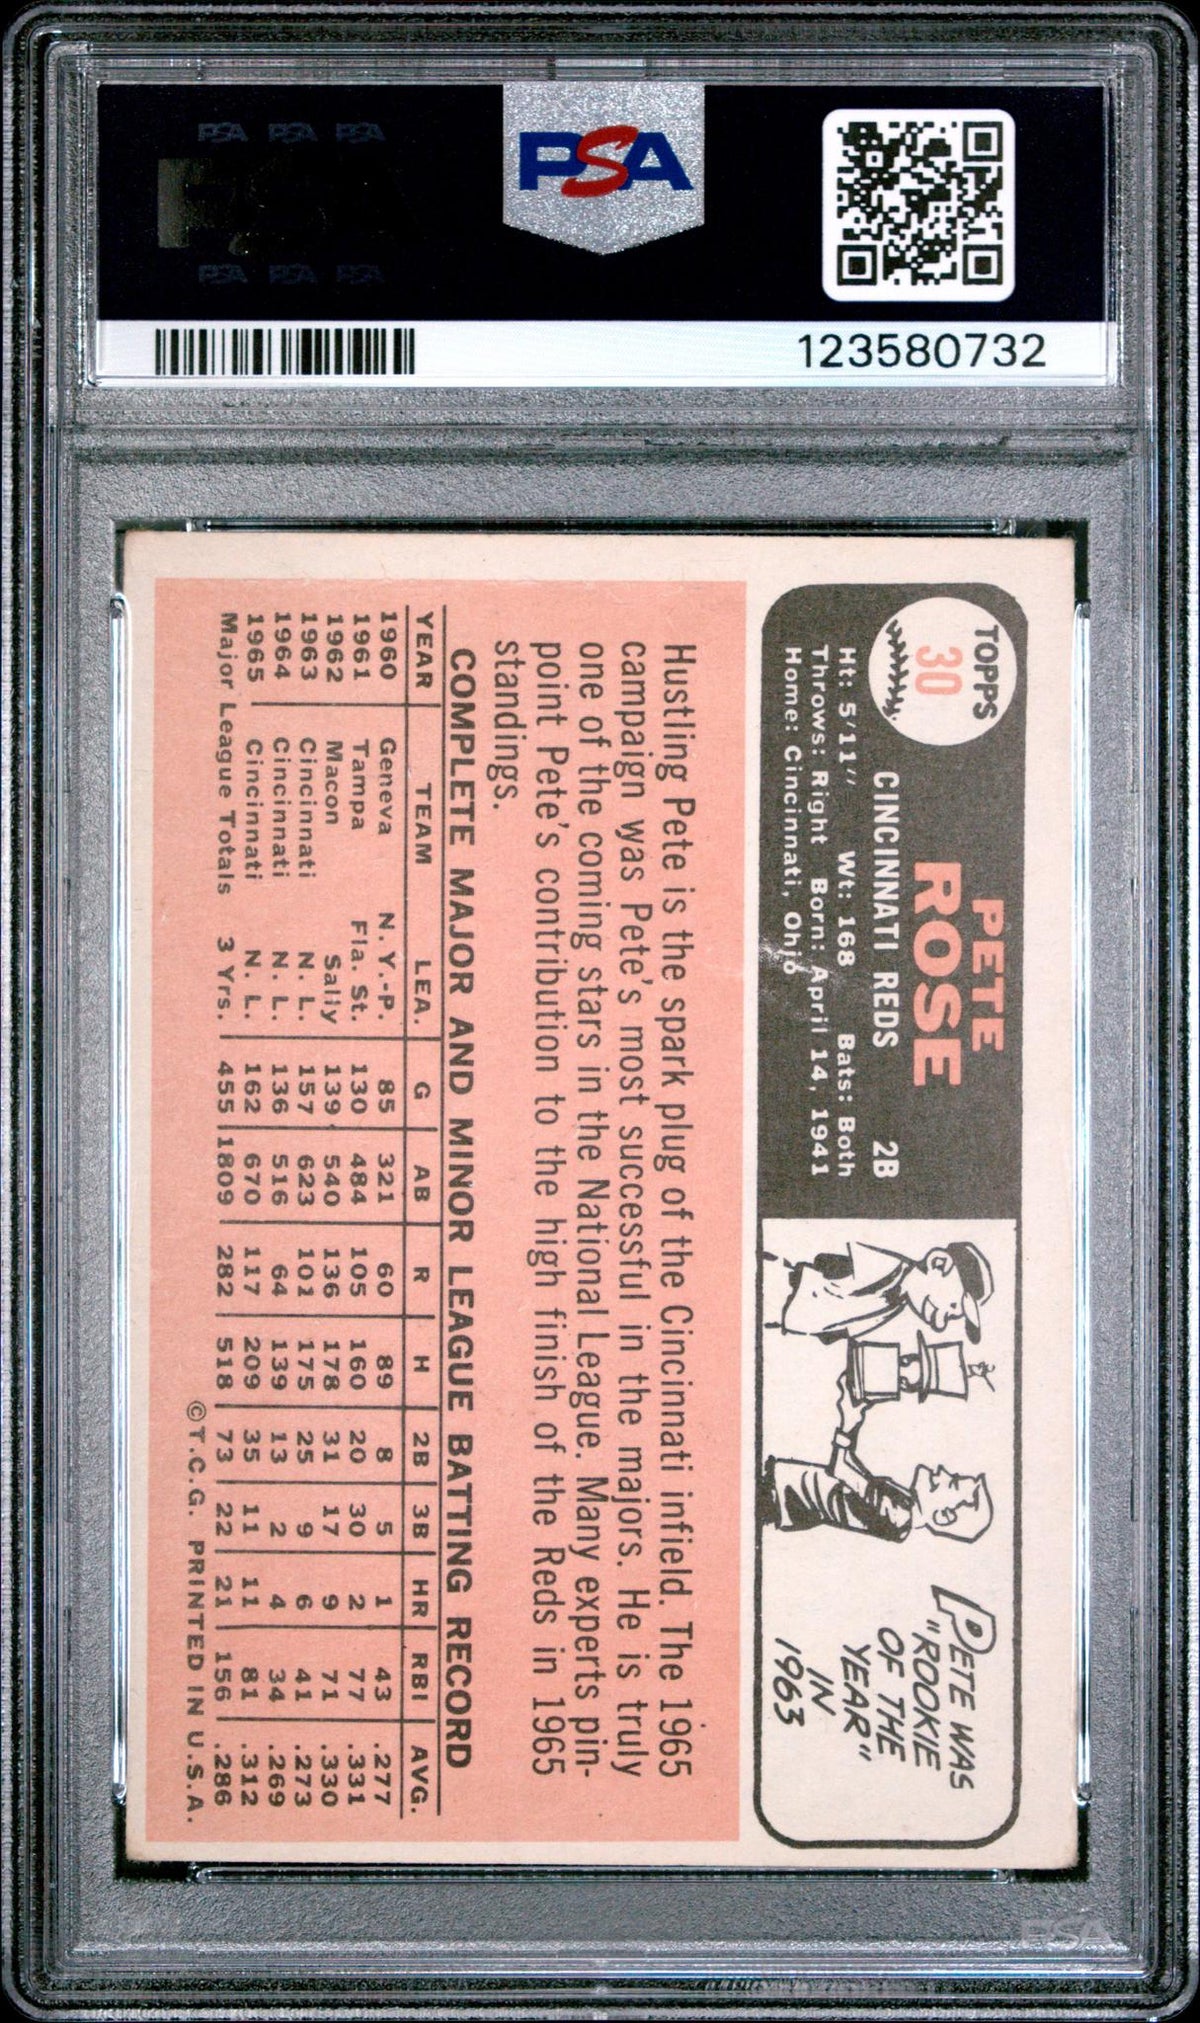 PSA PSA PSA
PSA
PSA PSA PSA
123580732
TOPPS
30
PETE
ROSE
CINCINNATI REDS 2B
Ht: 5'11" Wt: 168 Bats: Both
Throws: Right Born: April 14, 1941
Home: Cincinnati, Ohio
PETE WAS
"ROOKIE
OF THE
YEAR"
IN
1963
Hustling Pete is the spark plug of the Cincinnati infield. The 1965
campaign was Pete's most successful in the majors. He is truly
one of the coming stars in the National League. Many experts pin-
point Pete's contribution to the high finish of the Reds in 1965
standings.
COMPLETE MAJOR AND MINOR LEAGUE BATTING RECORD
YEAR TEAM LEA. G AB R H 2B 3B HR RBI AVG.
1960 Geneva N.Y.-P. 85 321 60 89 8 5 1 43 .277
1961 Tampa Fla. St. 130 484 105 160 20 30 2 77 .331
1962 Macon Sally 139 540 136 178 31 17 9 71 .330
1963 Cincinnati N. L. 157 623 101 175 25 9 6 41 .273
1964 Cincinnati N. L. 136 516 64 139 13 2 4 34 .269
1965 Cincinnati N. L. 162 670 117 209 35 11 11 81 .312
Major League Totals 3 Yrs. 455 1809 282 518 73 22 21 156 .286
©T.C.G. PRINTED IN U.S.A.
PSA